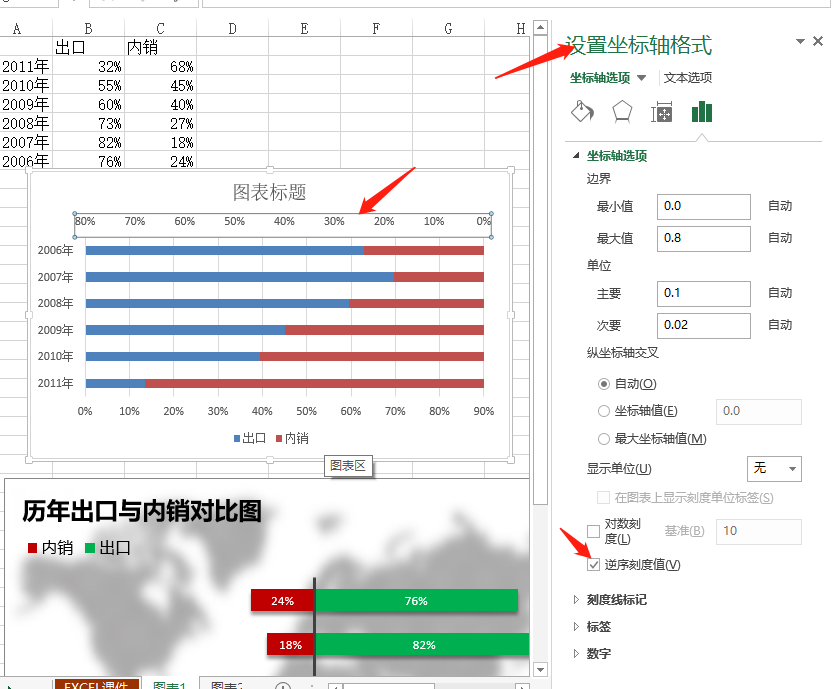 A B C D E F G H
出口 内销
2011年 32% 68%
2010年 55% 45%
2009年 60% 40%
2008年 73% 27%
2007年 82% 18%
2006年 76% 24%
图表标题
80% 70% 60% 50% 40% 30% 20% 10% 0%
2006年
2007年
2008年
2009年
2010年
2011年
0% 10% 20% 30% 40% 50% 60% 70% 80% 90%
出口 内销
图表区
历年出口与内销对比图
内销 出口
24% 76%
18% 82%
EXCEL课件 图表1 图表2
设置坐标轴格式
坐标轴选项 文本选项
坐标轴选项
边界
最小值 0.0 自动
最大值 0.8 自动
单位
主要 0.1 自动
次要 0.02 自动
纵坐标轴交叉
自动(O)
坐标轴值(E) 0.0
最大坐标轴值(M)
显示单位(U) 无
在图表上显示刻度单位标签(S)
对数刻
度(L) 基准(B) 10
逆序刻度值(V)
刻度线标记
标签
数字